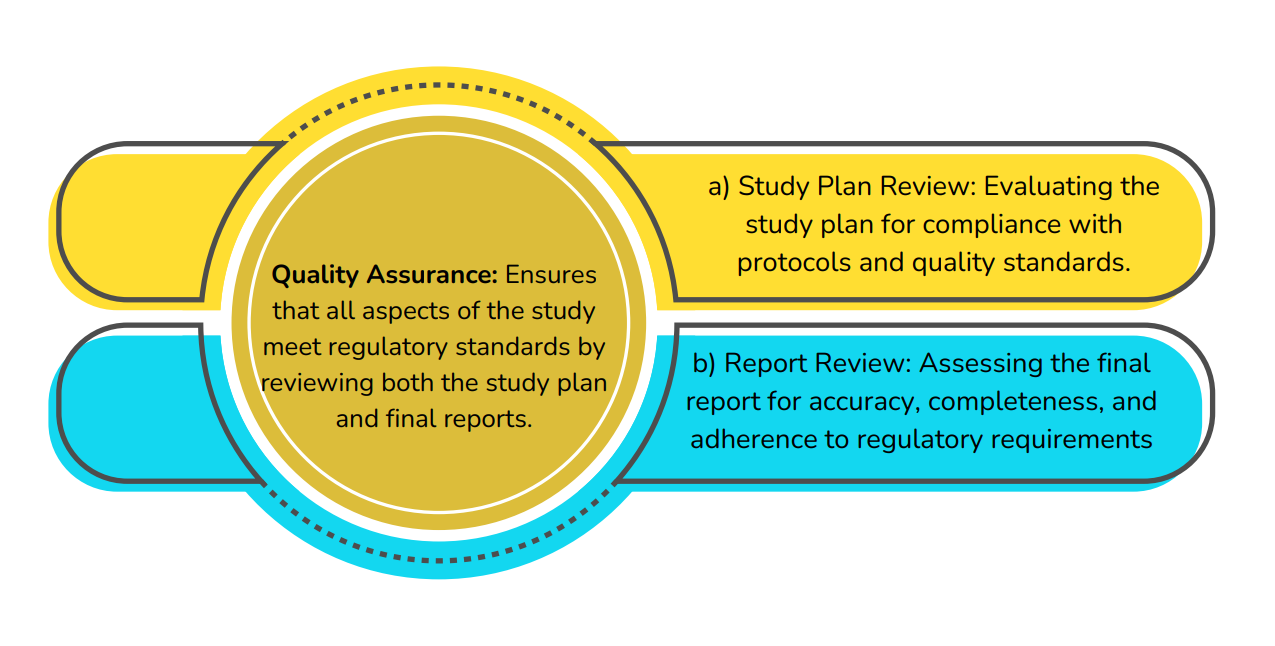 Quality Assurance: Ensures
that all aspects of the study
meet regulatory standards by
reviewing both the study plan
and final reports.
a) Study Plan Review: Evaluating the
study plan for compliance with
protocols and quality standards.
b) Report Review: Assessing the final
report for accuracy, completeness, and
adherence to regulatory requirements